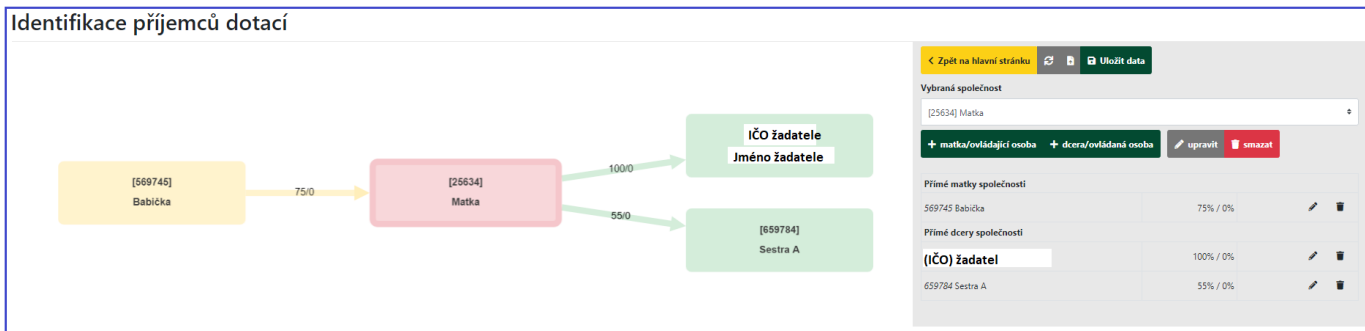 Identifikace příjemců dotací
[569745]
Babička
75/0
[25634]
Matka
100/0
55/0
IČO žadatele
Jméno žadatele
[659784]
Sestra A
Zpět na hlavní stránku Uložit data
Vybraná společnost
[25634] Matka
+ matka/ovládající osoba + dcera/ovládaná osoba upravit smazat
Přímé matky společnosti
569745 Babička 75% / 0%
Přímé dcery společnosti
(IČO) žadatel 100% / 0%
659784 Sestra A 55% / 0%